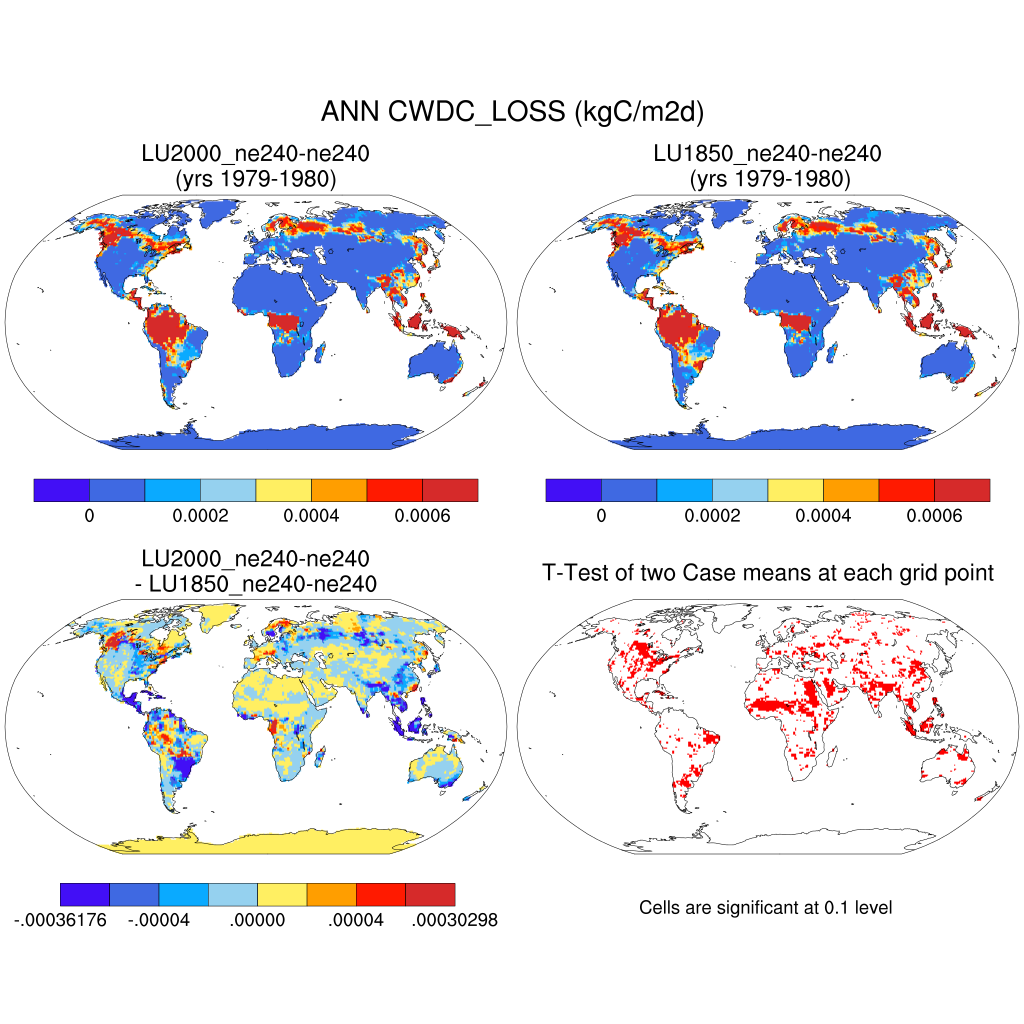 ANN CWDC_LOSS (kgC/m2d)
LU2000_ne240-ne240
(yrs 1979-1980)
LU1850_ne240-ne240
(yrs 1979-1980)
0 0.0002 0.0004 0.0006
0 0.0002 0.0004 0.0006
LU2000_ne240-ne240
- LU1850_ne240-ne240
T-Test of two Case means at each grid point
-.00036176 -.00004 .00000 .00004 .00030298
Cells are significant at 0.1 level